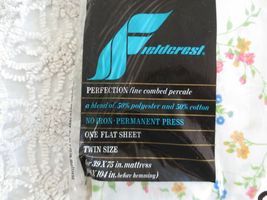 Fieldcrest®
PERFECTION/fine combed percale
a blend of 50% polyester and 50% cotton
NO IRON·PERMANENT PRESS
ONE FLAT SHEET
TWIN SIZE
for 39 X 75 in. mattress
X 104 in. before hemming)